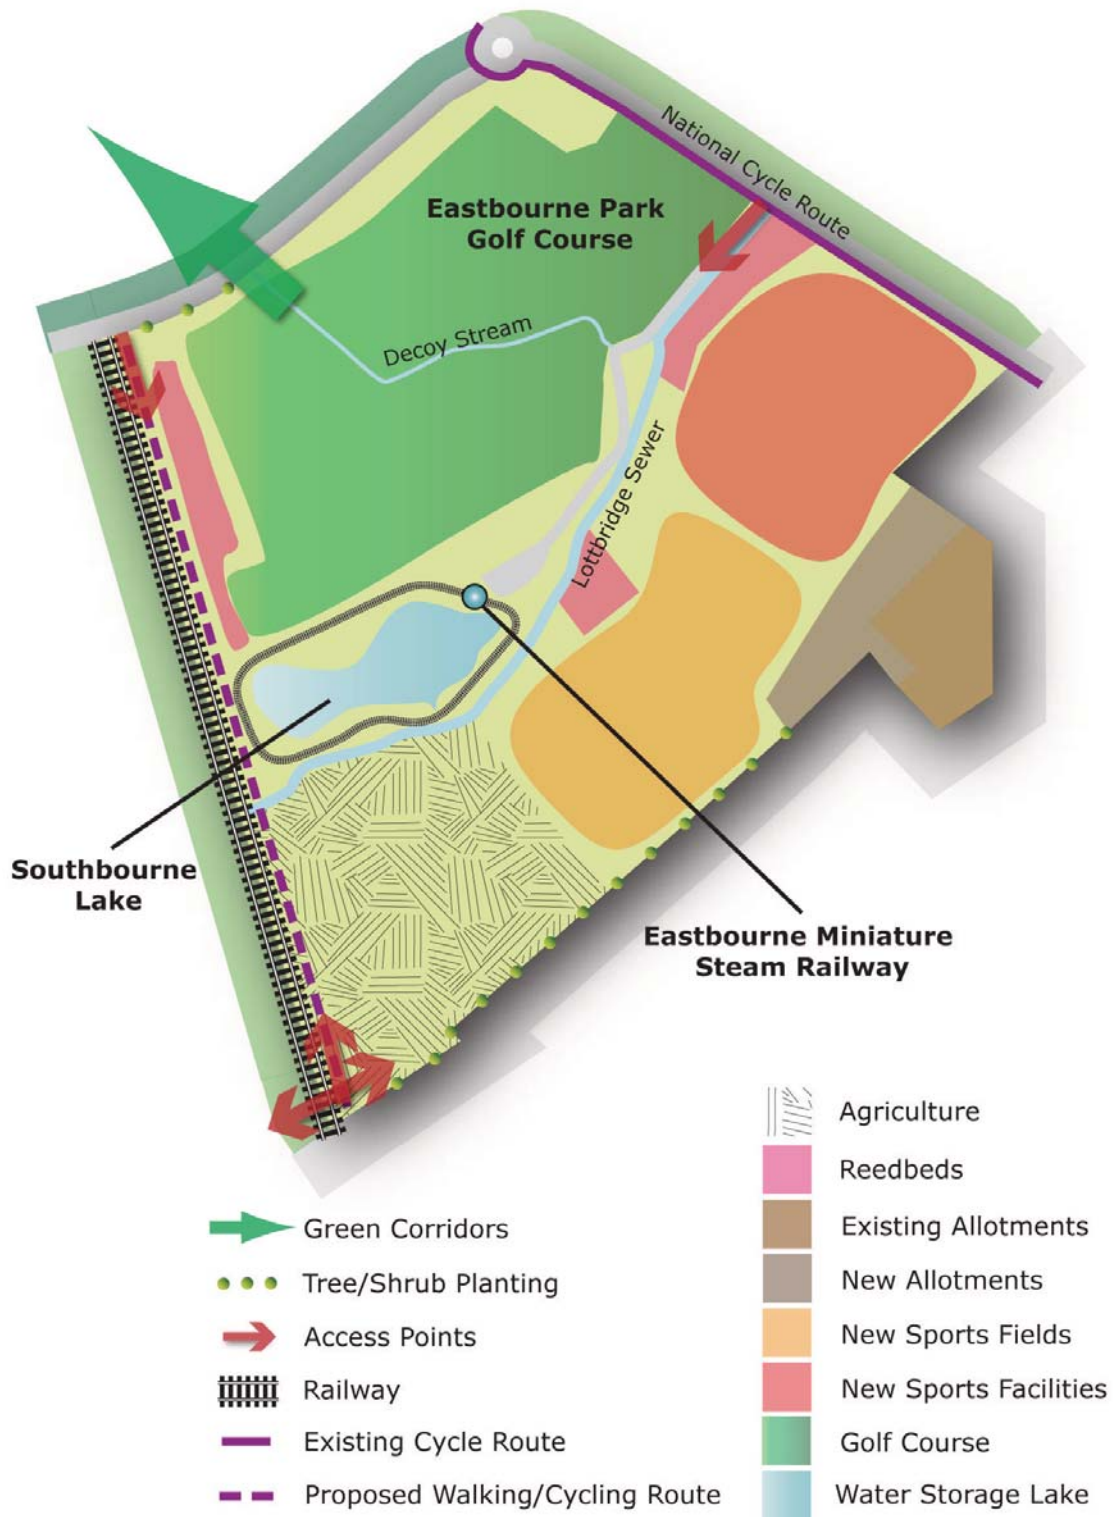 National Cycle Route
Eastbourne Park
Golf Course
Decoy Stream
Lottbridge Sewer
Southbourne
Lake
Eastbourne Miniature
Steam Railway
Green Corridors
Tree/Shrub Planting
Access Points
Railway
Existing Cycle Route
Proposed Walking/Cycling Route
Agriculture
Reedbeds
Existing Allotments
New Allotments
New Sports Fields
New Sports Facilities
Golf Course
Water Storage Lake